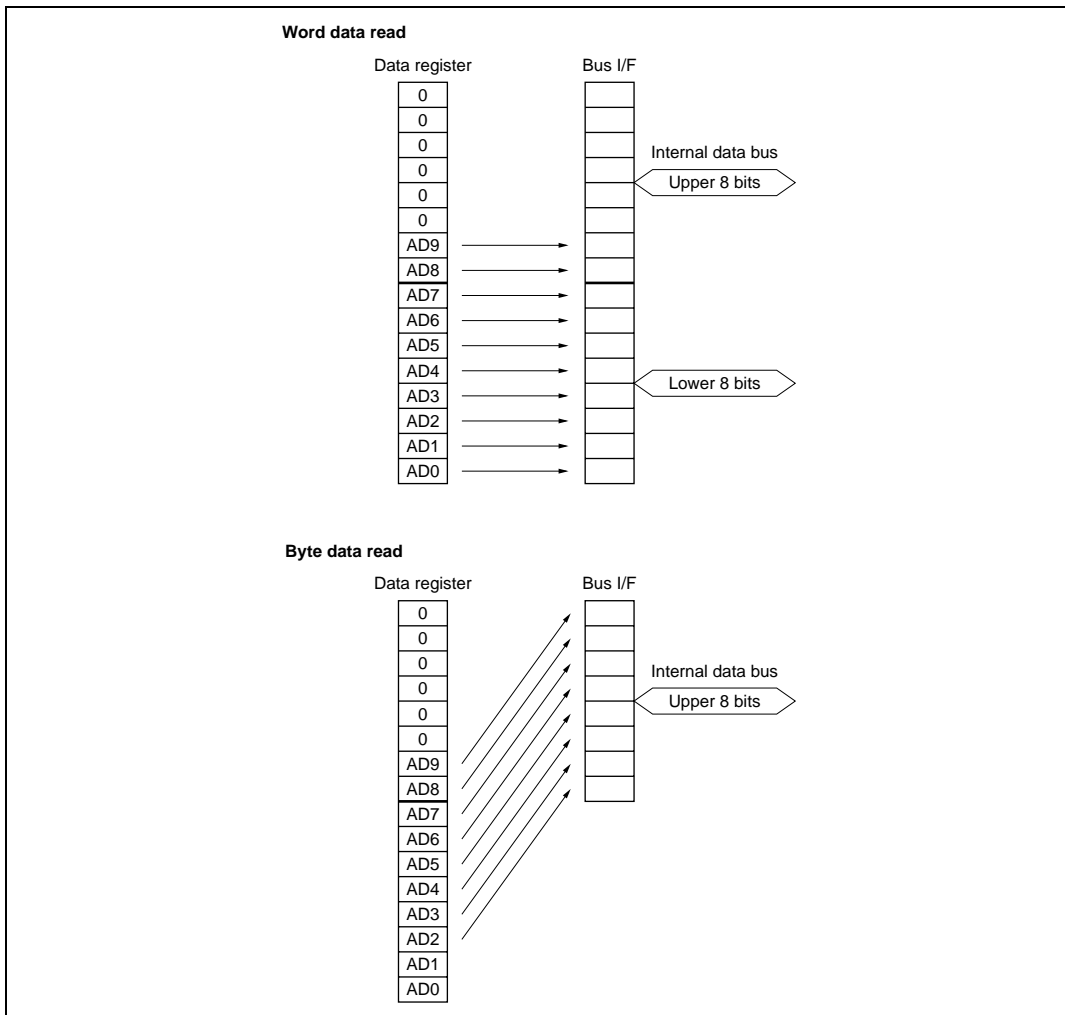 Word data read
Data register Bus I/F
0
0
0
Internal data bus
0
Upper 8 bits
0
0
AD9
AD8
AD7
AD6
AD5
AD4
Lower 8 bits
AD3
AD2
AD1
AD0
Byte data read
Data register Bus I/F
0
0
0
Internal data bus
0
Upper 8 bits
0
0
AD9
AD8
AD7
AD6
AD5
AD4
AD3
AD2
AD1
AD0